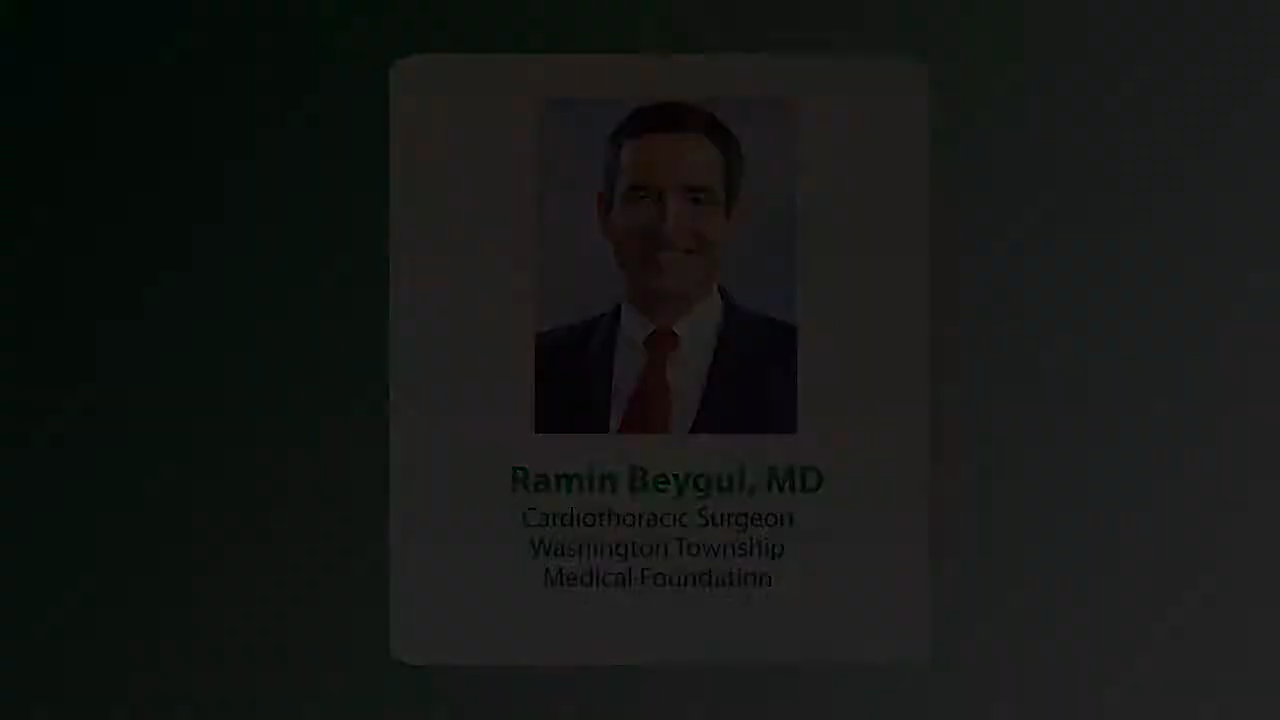 Ramin Beygui, MD
Cardiothoracic Surgeon
Washington Township
Medical Foundation